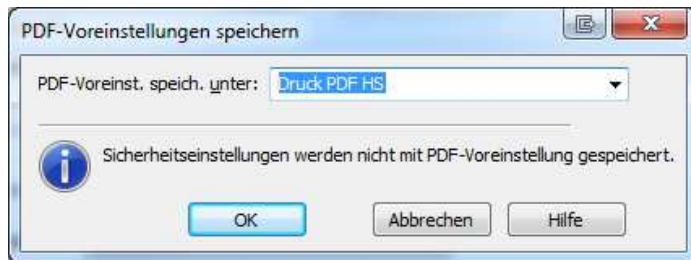 PDF-Voreinstellungen speichern
PDF-Voreinst. speich. unter: Druck PDF HS
Sicherheitseinstellungen werden nicht mit PDF-Voreinstellung gespeichert.
OK Abbrechen Hilfe